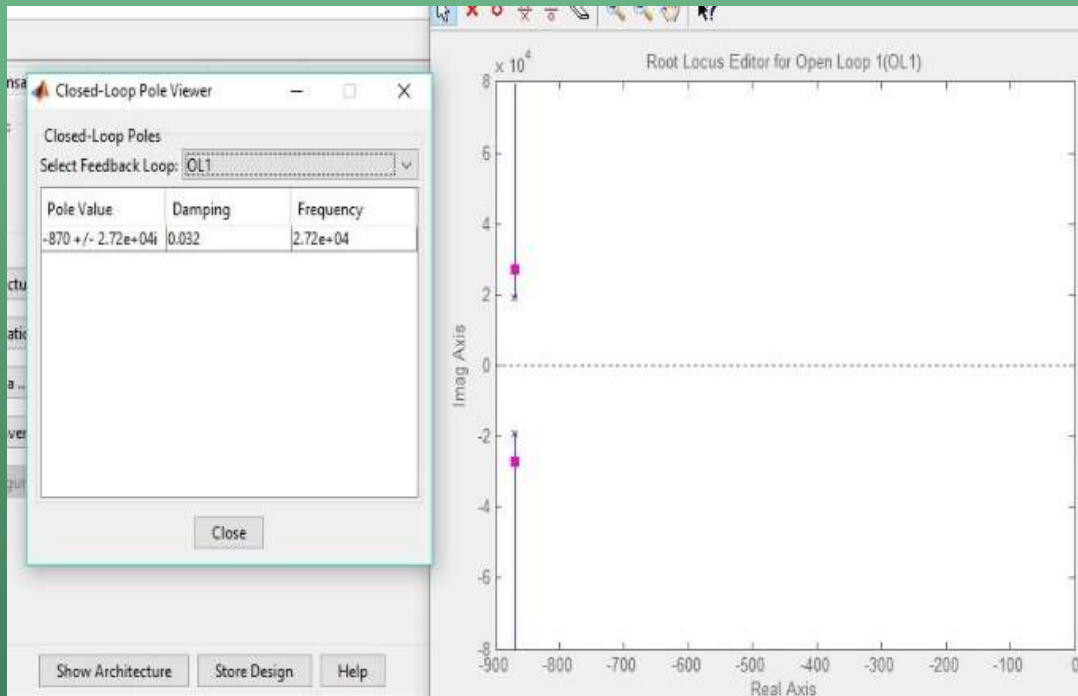 Closed-Loop Pole Viewer
Closed-Loop Poles
Select Feedback Loop: OL1
Pole Value Damping Frequency
-870 +/- 2.72e+04i 0.032 2.72e+04
Close
Show Architecture Store Design Help
Root Locus Editor for Open Loop 1(OL1)
× 10^4
8
6
4
2
0
-2
-4
-6
-8
Imag Axis
-900 -800 -700 -600 -500 -400 -300 -200 -100 0
Real Axis